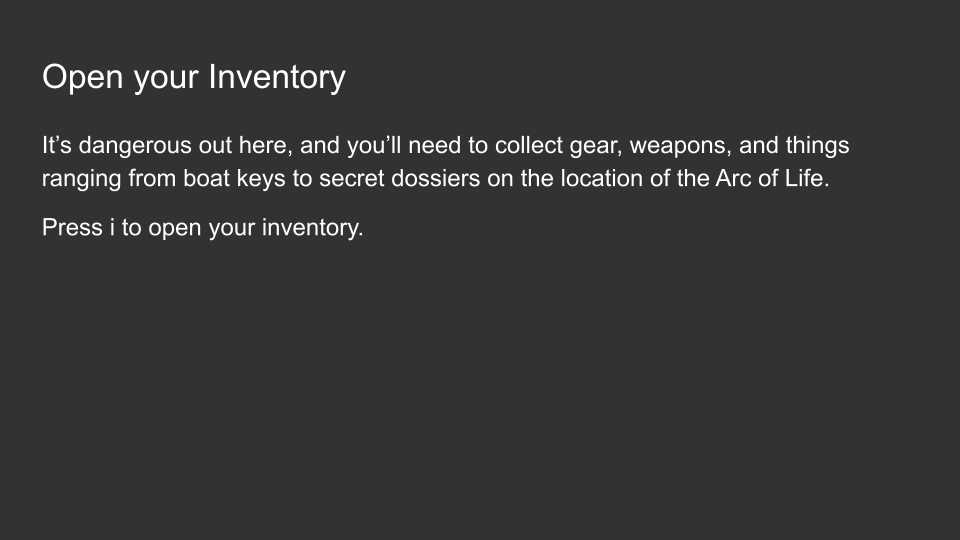 Open your Inventory
It’s dangerous out here, and you’ll need to collect gear, weapons, and things
ranging from boat keys to secret dossiers on the location of the Arc of Life.
Press i to open your inventory.